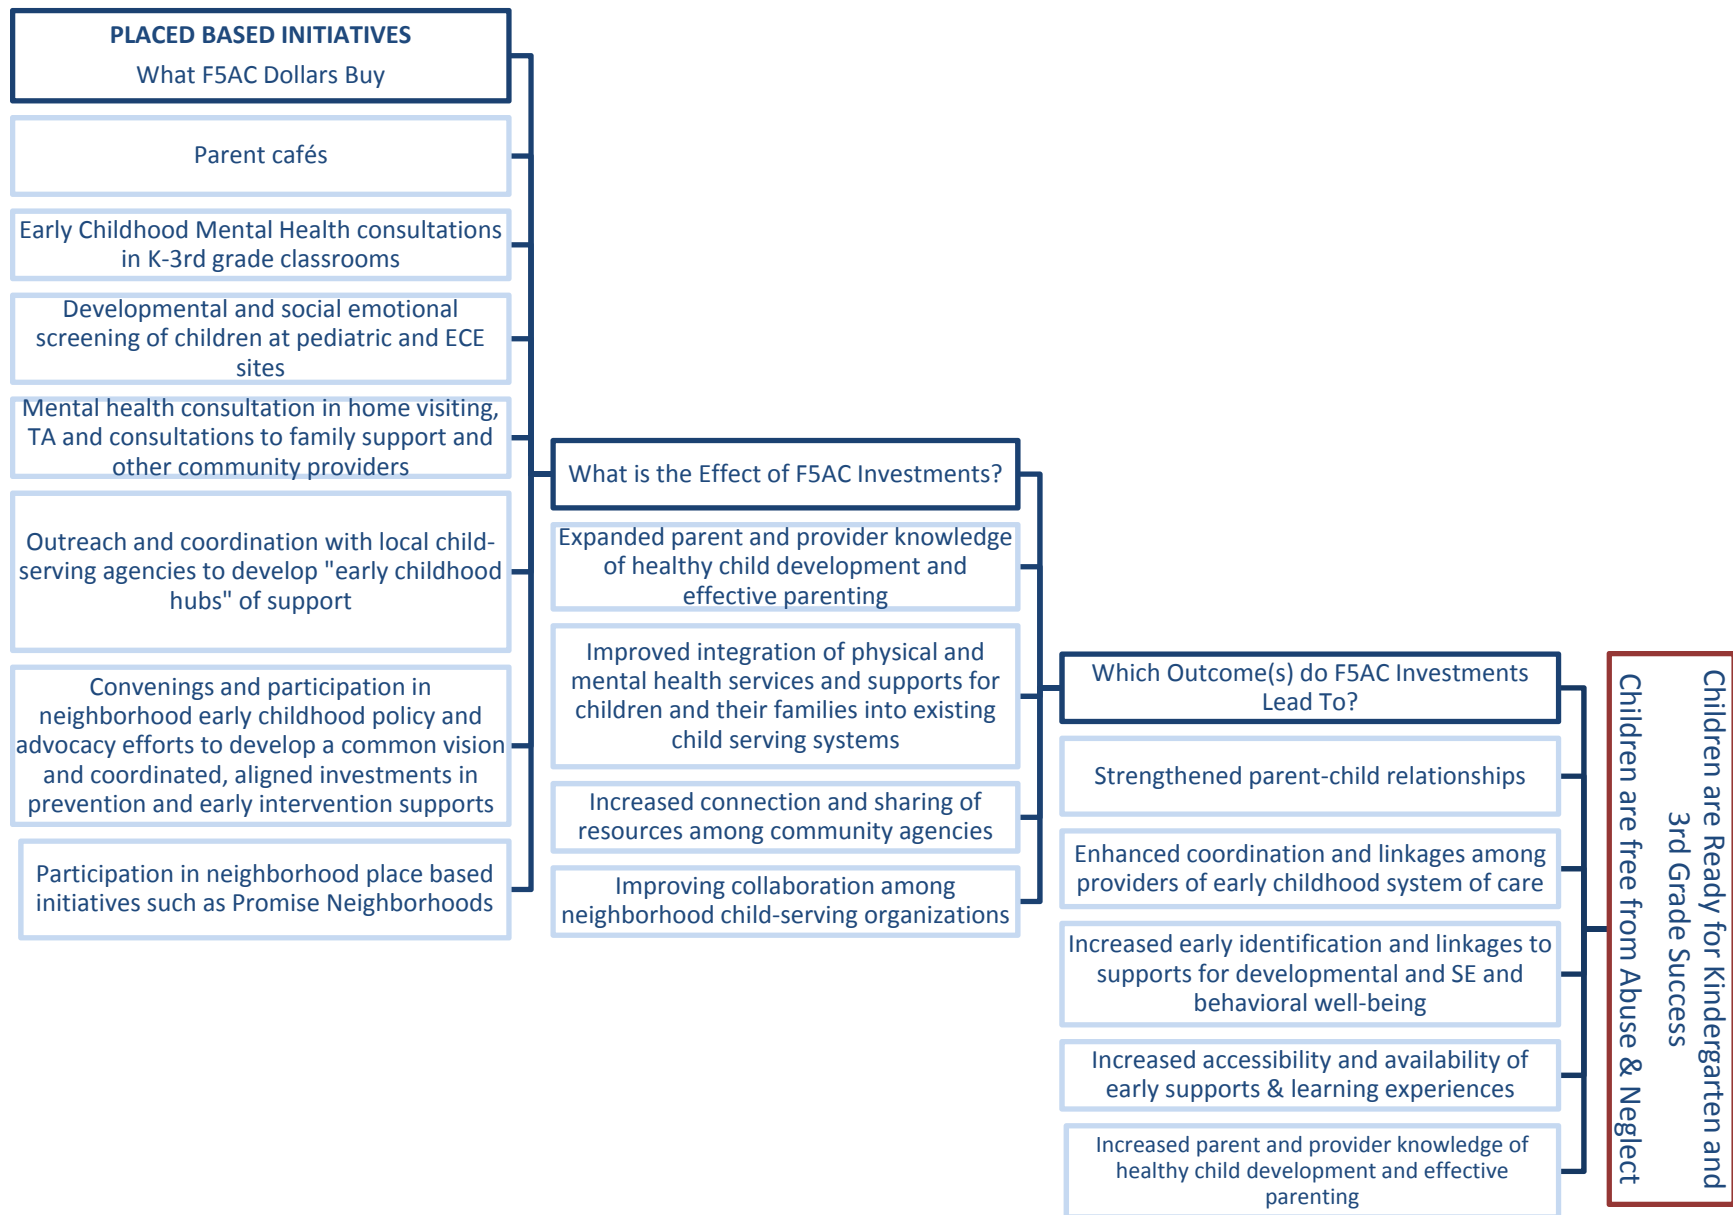 PLACED BASED INITIATIVES
What F5AC Dollars Buy
Parent cafés
Early Childhood Mental Health consultations
in K-3rd grade classrooms
Developmental and social emotional
screening of children at pediatric and ECE
sites
Mental health consultation in home visiting,
TA and consultations to family support and
other community providers
Outreach and coordination with local child-
serving agencies to develop "early childhood
hubs" of support
Convenings and participation in
neighborhood early childhood policy and
advocacy efforts to develop a common vision
and coordinated, aligned investments in
prevention and early intervention supports
Participation in neighborhood place based
initiatives such as Promise Neighborhoods
What is the Effect of F5AC Investments?
Expanded parent and provider knowledge
of healthy child development and
effective parenting
Improved integration of physical and
mental health services and supports for
children and their families into existing
child serving systems
Increased connection and sharing of
resources among community agencies
Improving collaboration among
neighborhood child-serving organizations
Which Outcome(s) do F5AC Investments
Lead To?
Strengthened parent-child relationships
Enhanced coordination and linkages among
providers of early childhood system of care
Increased early identification and linkages to
supports for developmental and SE and
behavioral well-being
Increased accessibility and availability of
early supports & learning experiences
Increased parent and provider knowledge of
healthy child development and effective
parenting
Children are Ready for Kindergarten and
3rd Grade Success
Children are free from Abuse & Neglect